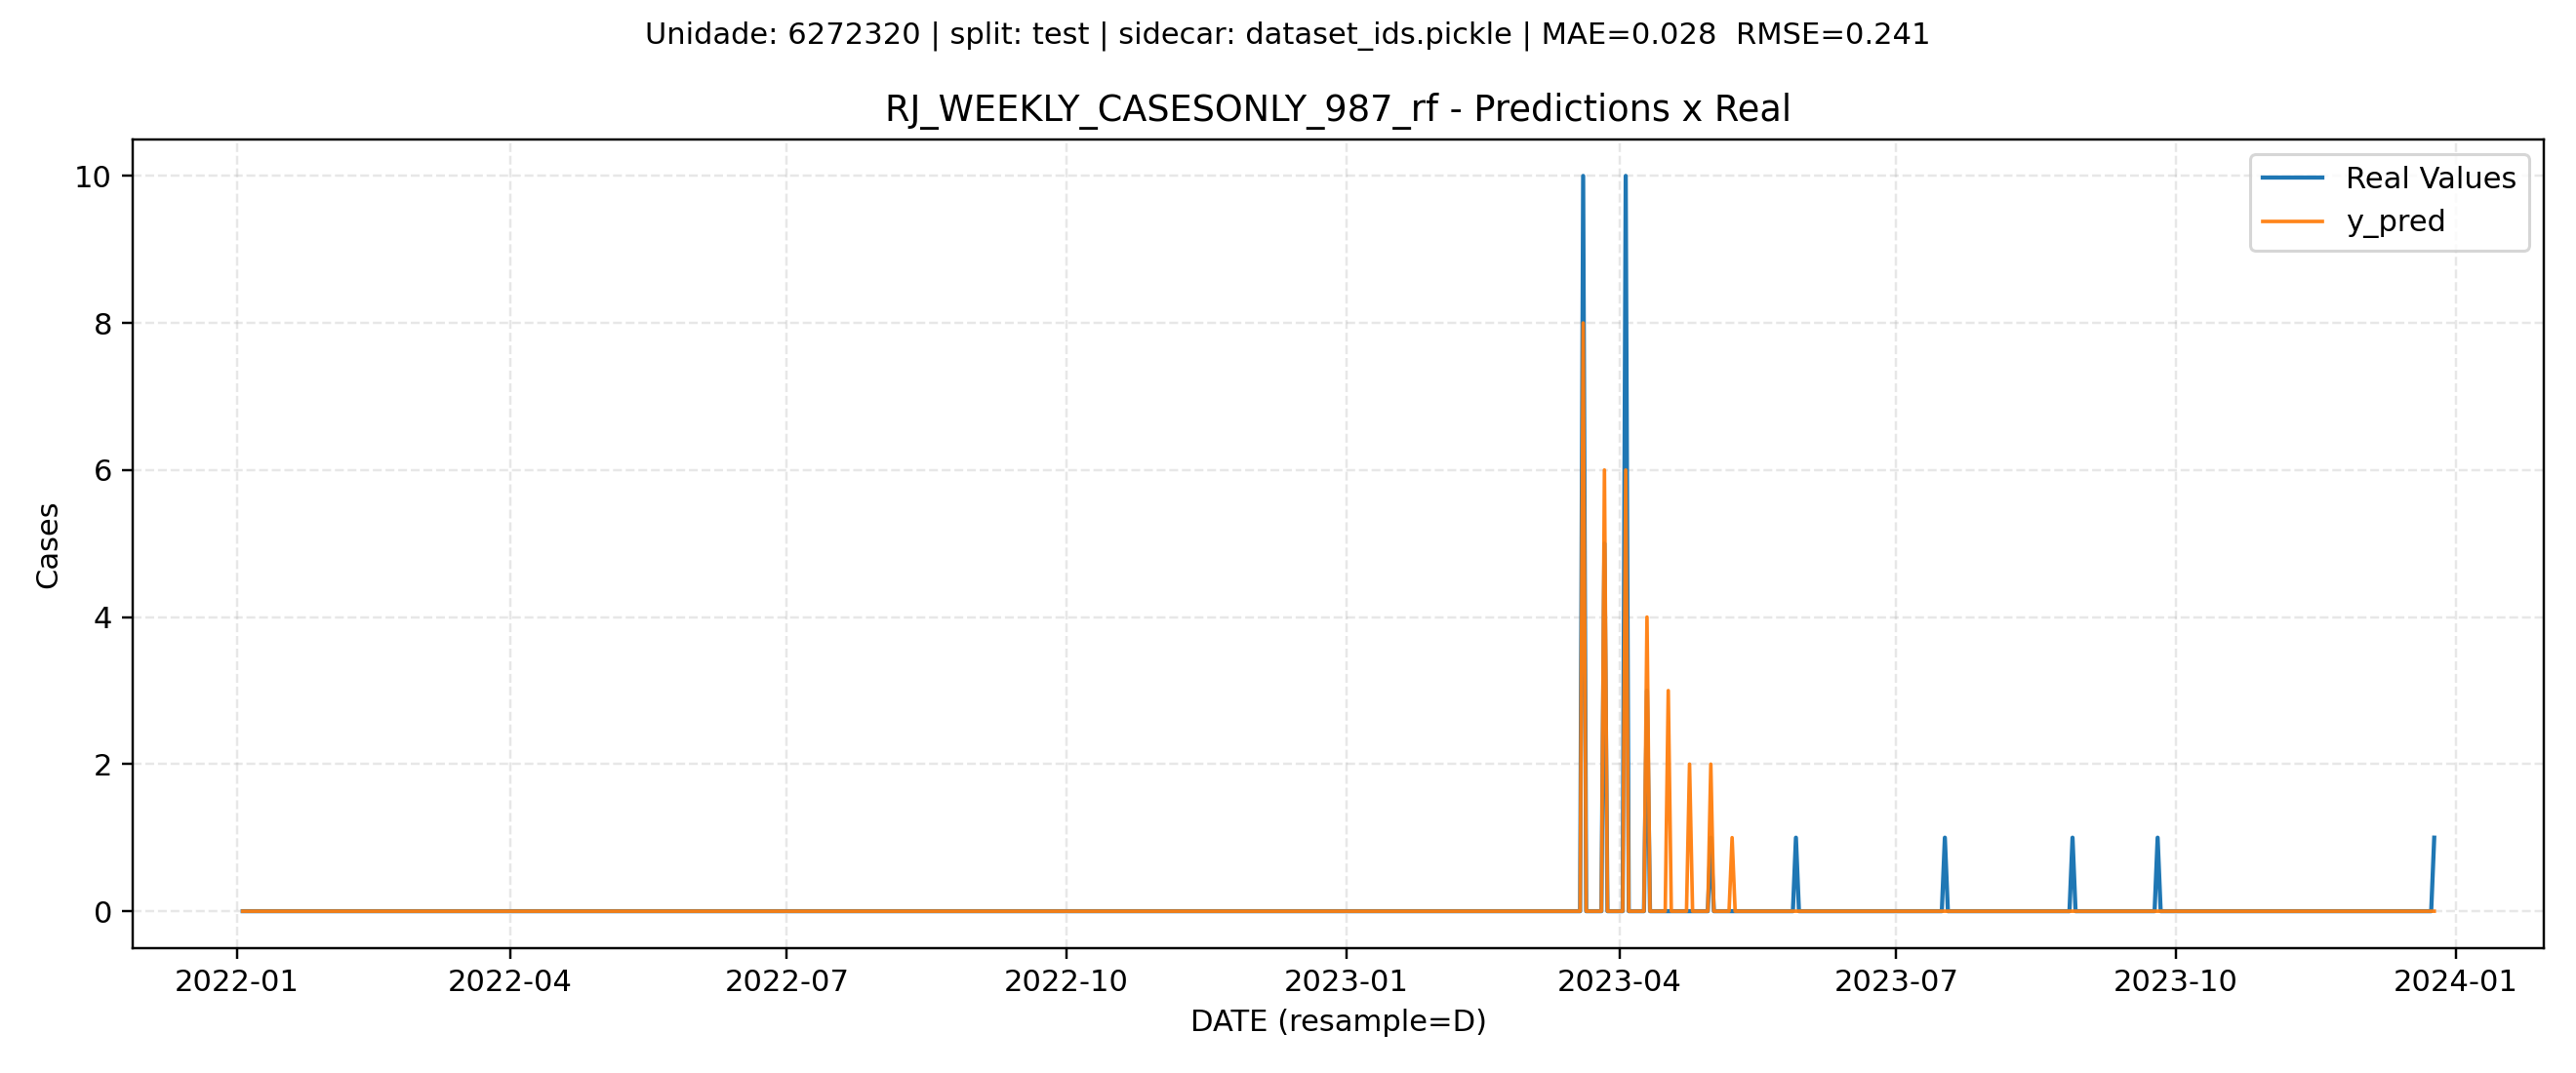 Unidade: 6272320 | split: test | sidecar: dataset_ids.pickle | MAE=0.028  RMSE=0.241
RJ_WEEKLY_CASESONLY_987_rf - Predictions x Real
Real Values
y_pred
10
8
6
4
2
0
Cases
2022-01
2022-04
2022-07
2022-10
2023-01
2023-04
2023-07
2023-10
2024-01
DATE (resample=D)